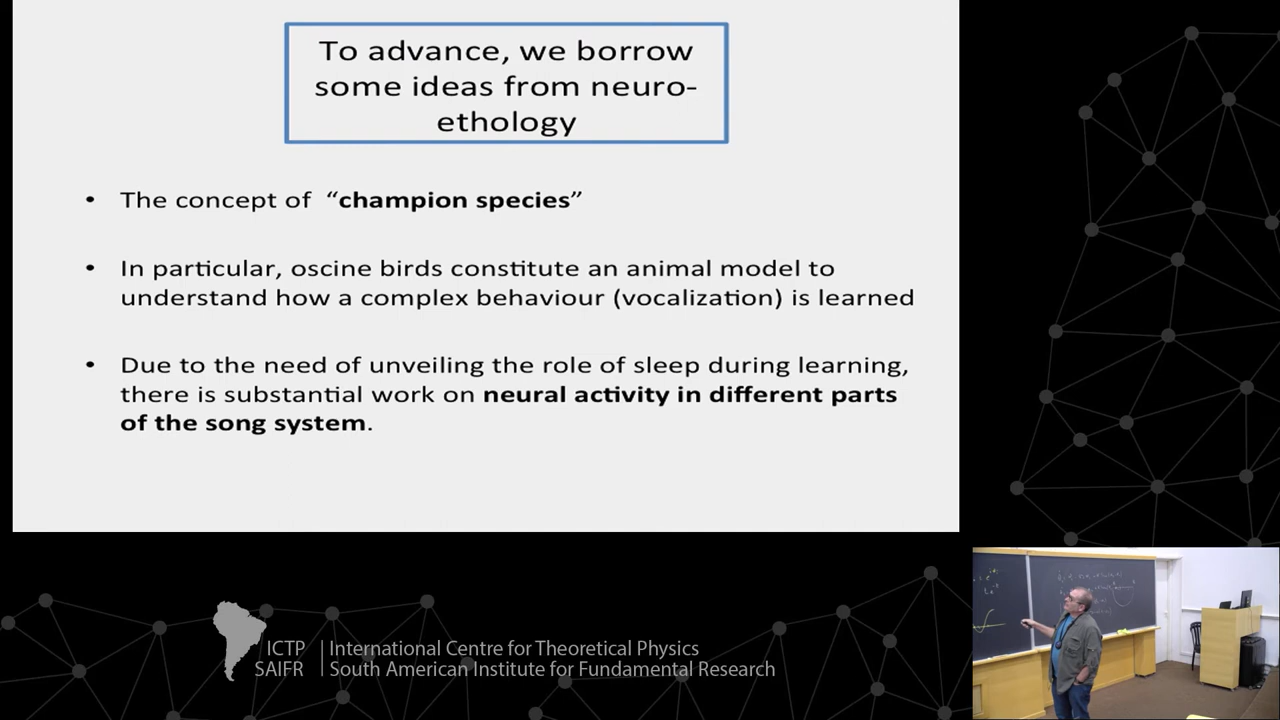 To advance, we borrow
some ideas from neuro-
ethology
• The concept of “champion species”
• In particular, oscine birds constitute an animal model to
understand how a complex behaviour (vocalization) is learned
• Due to the need of unveiling the role of sleep during learning,
there is substantial work on neural activity in different parts
of the song system.
ICTP
SAIFR
International Centre for Theoretical Physics
South American Institute for Fundamental Research